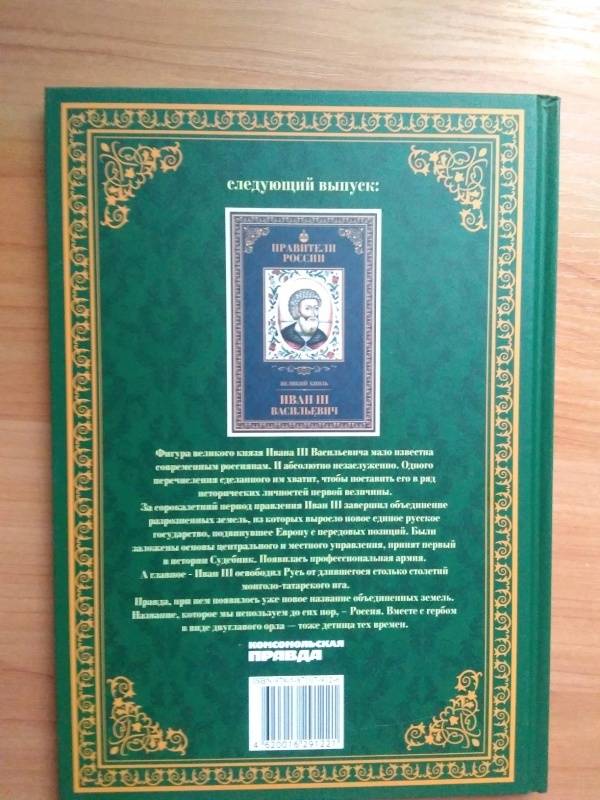 следующий выпуск:
ПРАВИТЕЛИ
РОССИИ
ВЕЛИКИЙ КНЯЗЬ
ИВАН III
ВАСИЛЬЕВИЧ
Фигура великого князя Ивана III Васильевича мало известна
современным россиянам. И абсолютно незаслуженно. Одного
перечисления сделанного им хватит, чтобы поставить его в ряд
исторических личностей первой величины.
За сорокалетний период правления Иван III завершил объединение
разрозненных земель, из которых выросло новое единое русское
государство, подвинувшее Европу с передовых позиций. Были
заложены основы центрального и местного управления, принят первый
в истории Судебник. Появилась профессиональная армия.
А главное - Иван III освободил Русь от длившегося столько столетий
монголо-татарского ига.
Правда, при нем появилось уже новое название объединенных земель.
Название, которое мы используем до сих пор, – Россия. Вместе с гербом
в виде двуглавого орла — тоже детища тех времен.
КОМСОМОЛЬСКАЯ
ПРАВДА
4 620016 291221